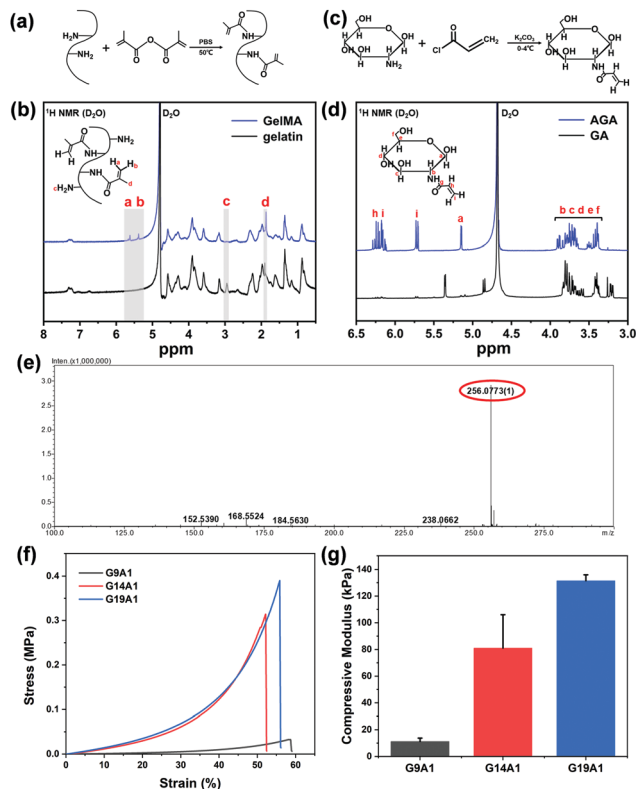 (a)
H₂N
NH₂
+
O
O
O
PBS
50℃
O
HN
NH
O
(c)
OH
O
OH
OH
HO
NH₂
+
O
Cl
CH₂
K₂CO₃
0-4℃
OH
O
OH
OH
HO
NH
O
CH₂
(b)
¹H NMR (D₂O)
D₂O
GelMA
gelatin
a b
c
d
8 7 6 5 4 3 2 1
ppm
(d)
¹H NMR (D₂O)
D₂O
AGA
GA
h i
i
a
b c d e f
6.5 6.0 5.5 5.0 4.5 4.0 3.5 3.0
ppm
(e)
Inten.(x1,000,000)
3.0
2.5
2.0
1.5
1.0
0.5
0.0
256.0773(1)
152.5390
168.5524
184.5630
238.0662
100.0 125.0 150.0 175.0 200.0 225.0 250.0 275.0 m/z
(f)
G9A1
G14A1
G19A1
Stress (MPa)
0.4
0.3
0.2
0.1
0.0
0 10 20 30 40 50 60
Strain (%)
(g)
Compressive Modulus (kPa)
140
120
100
80
60
40
20
0
G9A1 G14A1 G19A1